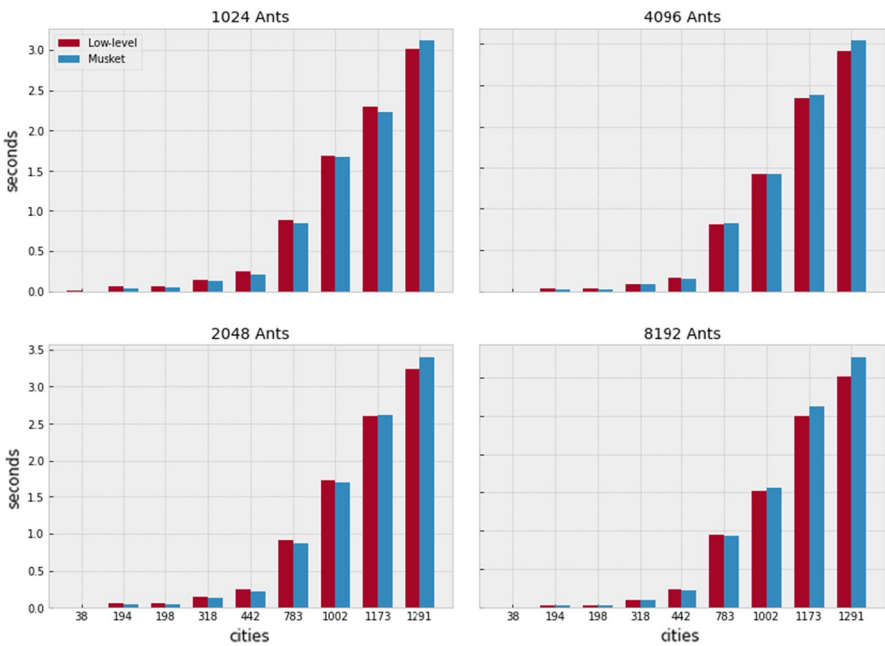 1024 Ants
4096 Ants
Low-level
Musket
3.0
2.5
2.0
1.5
1.0
0.5
0.0
seconds
2048 Ants
8192 Ants
3.5
3.0
2.5
2.0
1.5
1.0
0.5
0.0
seconds
38 194 198 318 442 783 1002 1173 1291
38 194 198 318 442 783 1002 1173 1291
cities
cities